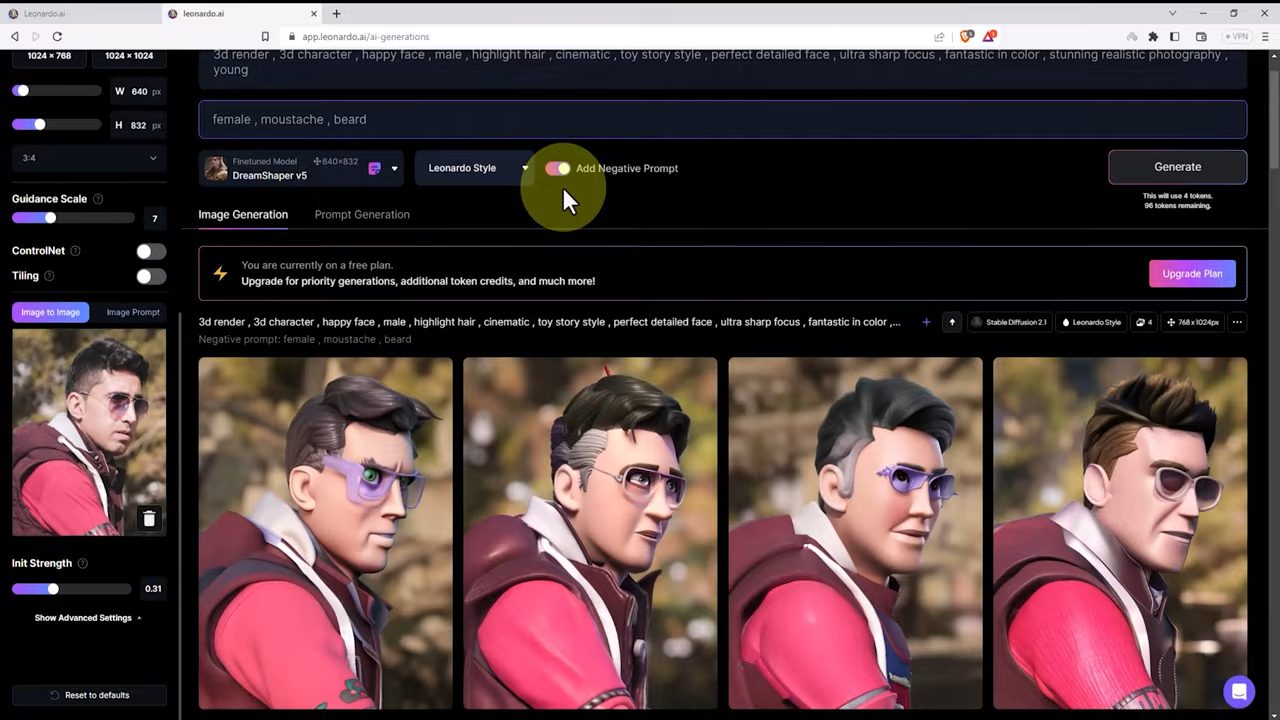 Leonardo.ai
leonardo.ai
app.leonardo.ai/ai-generations
VPN
1024 × 768
1024 × 1024
3d render , 3d character , happy face , male , highlight hair , cinematic , toy story style , perfect detailed face , ultra sharp focus , fantastic in color , stunning realistic photography ,
young
W 640 px
female , moustache , beard
H 832 px
3:4
Finetuned Model
640×832
DreamShaper v5
Leonardo Style
Add Negative Prompt
Generate
This will use 4 tokens.
96 tokens remaining.
Guidance Scale
7
Image Generation
Prompt Generation
ControlNet
Tiling
You are currently on a free plan.
Upgrade for priority generations, additional token credits, and much more!
Upgrade Plan
Image to Image
Image Prompt
3d render , 3d character , happy face , male , highlight hair , cinematic , toy story style , perfect detailed face , ultra sharp focus , fantastic in color ,...
Stable Diffusion 2.1
Leonardo Style
4
768 x 1024px
Negative prompt: female , moustache , beard
Init Strength
0.31
Show Advanced Settings
Reset to defaults